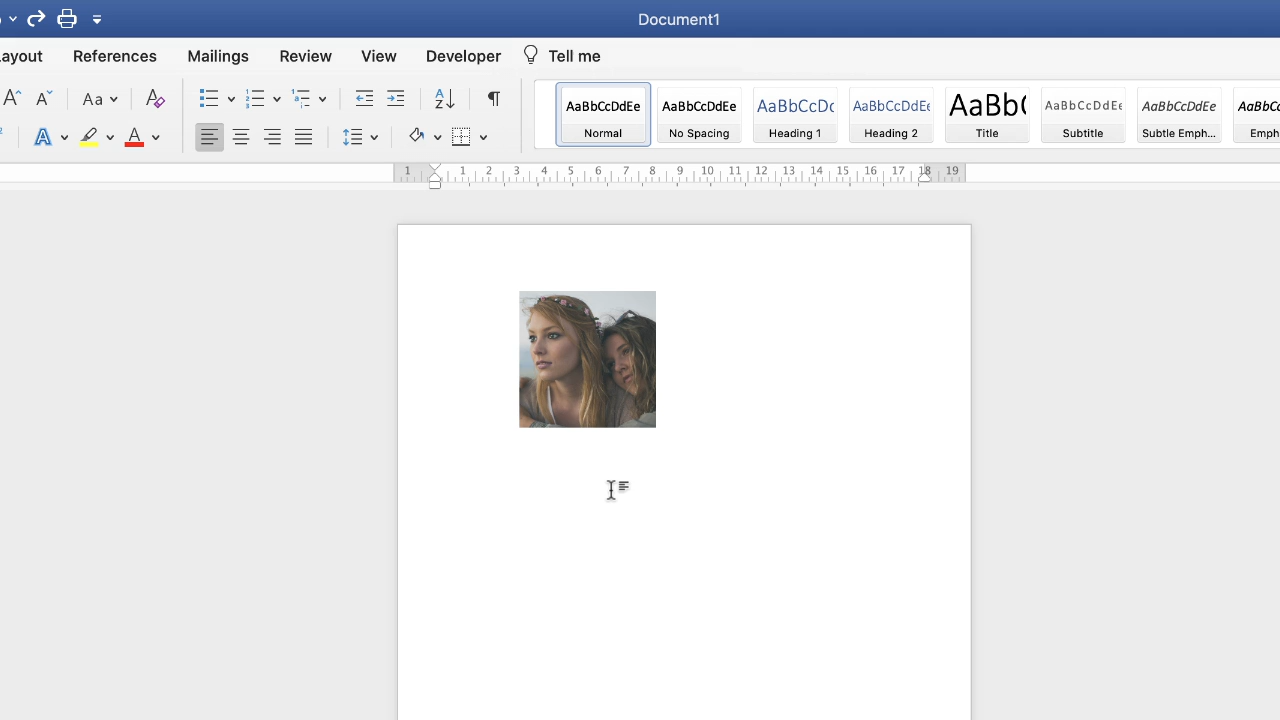 Document1
ayout References Mailings Review View Developer Tell me
Aa
A
Z
AaBbCcDdEe AaBbCcDdEe AaBbCcDc AaBbCcDdEe AaBb( AaBbCcDdEe AaBbCcDdEe AaBbCc
Normal No Spacing Heading 1 Heading 2 Title Subtitle Subtle Emph... Emph
A A
1 1 2 3 4 5 6 7 8 9 10 11 12 13 14 15 16 17 18 19